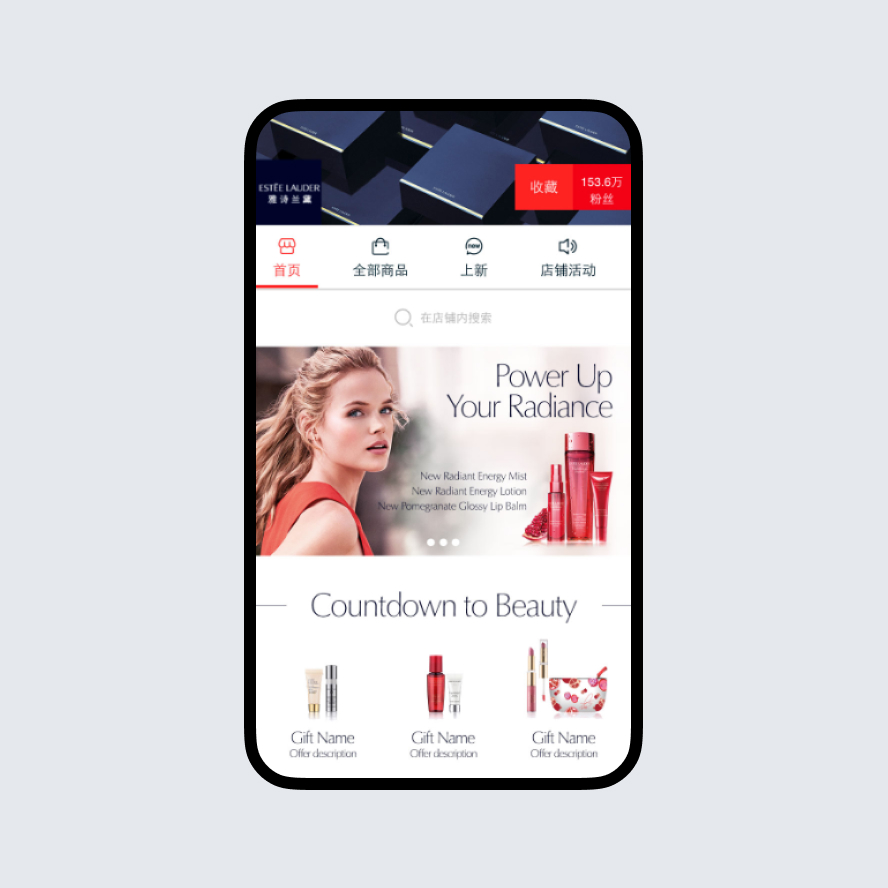 ESTÉE LAUDER
雅诗兰黛
收藏
153.6万
粉丝
首页
全部商品
new
上新
店铺活动
在店铺内搜索
Power Up
Your Radiance
New Radiant Energy Mist
New Radiant Energy Lotion
New Pomegranate Glossy Lip Balm
Countdown to Beauty
Gift Name
Offer description
Gift Name
Offer description
Gift Name
Offer description